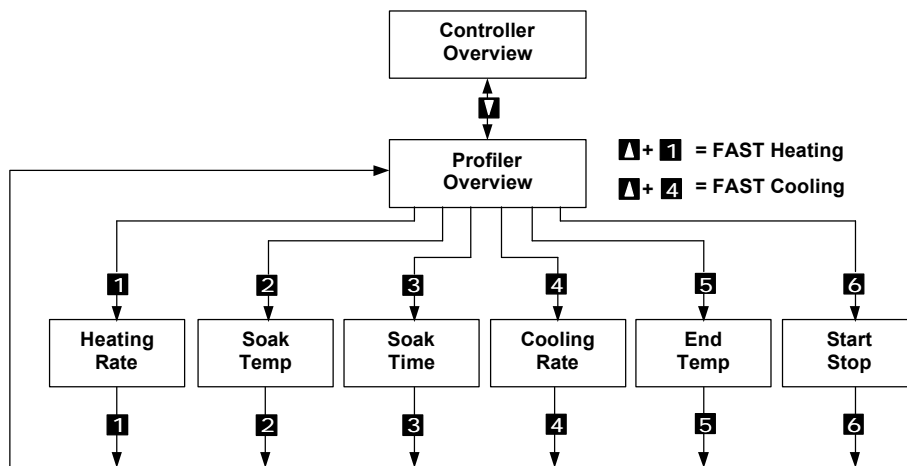 Controller
Overview
Profiler
Overview
+ 1 = FAST Heating
+ 4 = FAST Cooling
1 2 3 4 5 6
Heating Rate
Soak Temp
Soak Time
Cooling Rate
End Temp
Start Stop
1 2 3 4 5 6